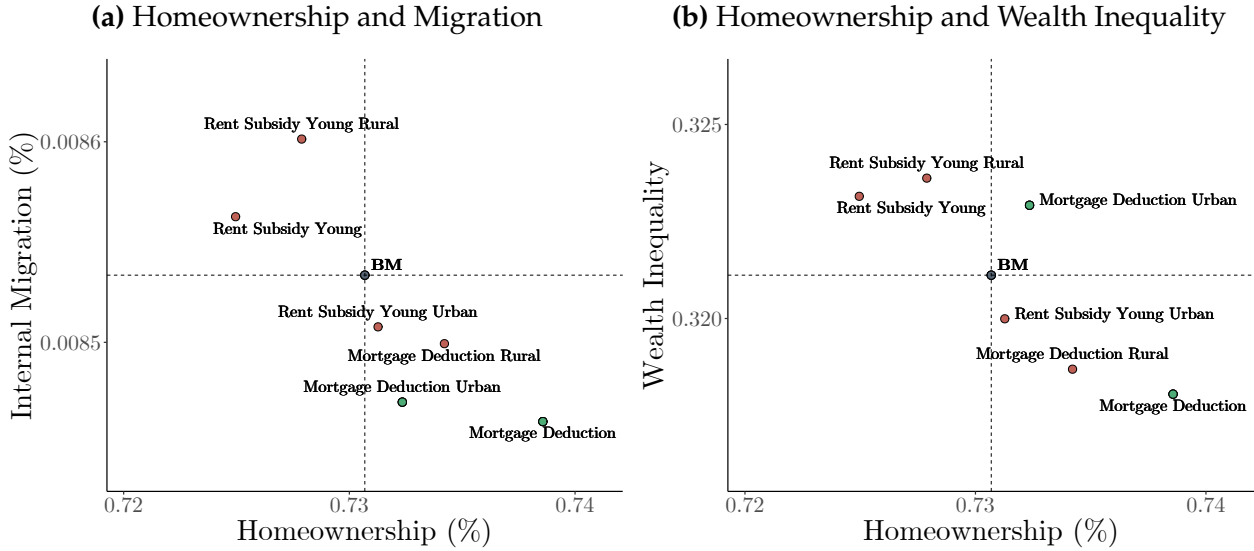 (a) Homeownership and Migration
Internal Migration (%)
0.0086
0.0085
Rent Subsidy Young Rural
Rent Subsidy Young
BM
Rent Subsidy Young Urban
Mortgage Deduction Rural
Mortgage Deduction Urban
Mortgage Deduction
0.72 0.73 0.74
Homeownership (%)
(b) Homeownership and Wealth Inequality
Wealth Inequality
0.325
0.320
Rent Subsidy Young Rural
Mortgage Deduction Urban
Rent Subsidy Young
BM
Rent Subsidy Young Urban
Mortgage Deduction Rural
Mortgage Deduction
0.72 0.73 0.74
Homeownership (%)